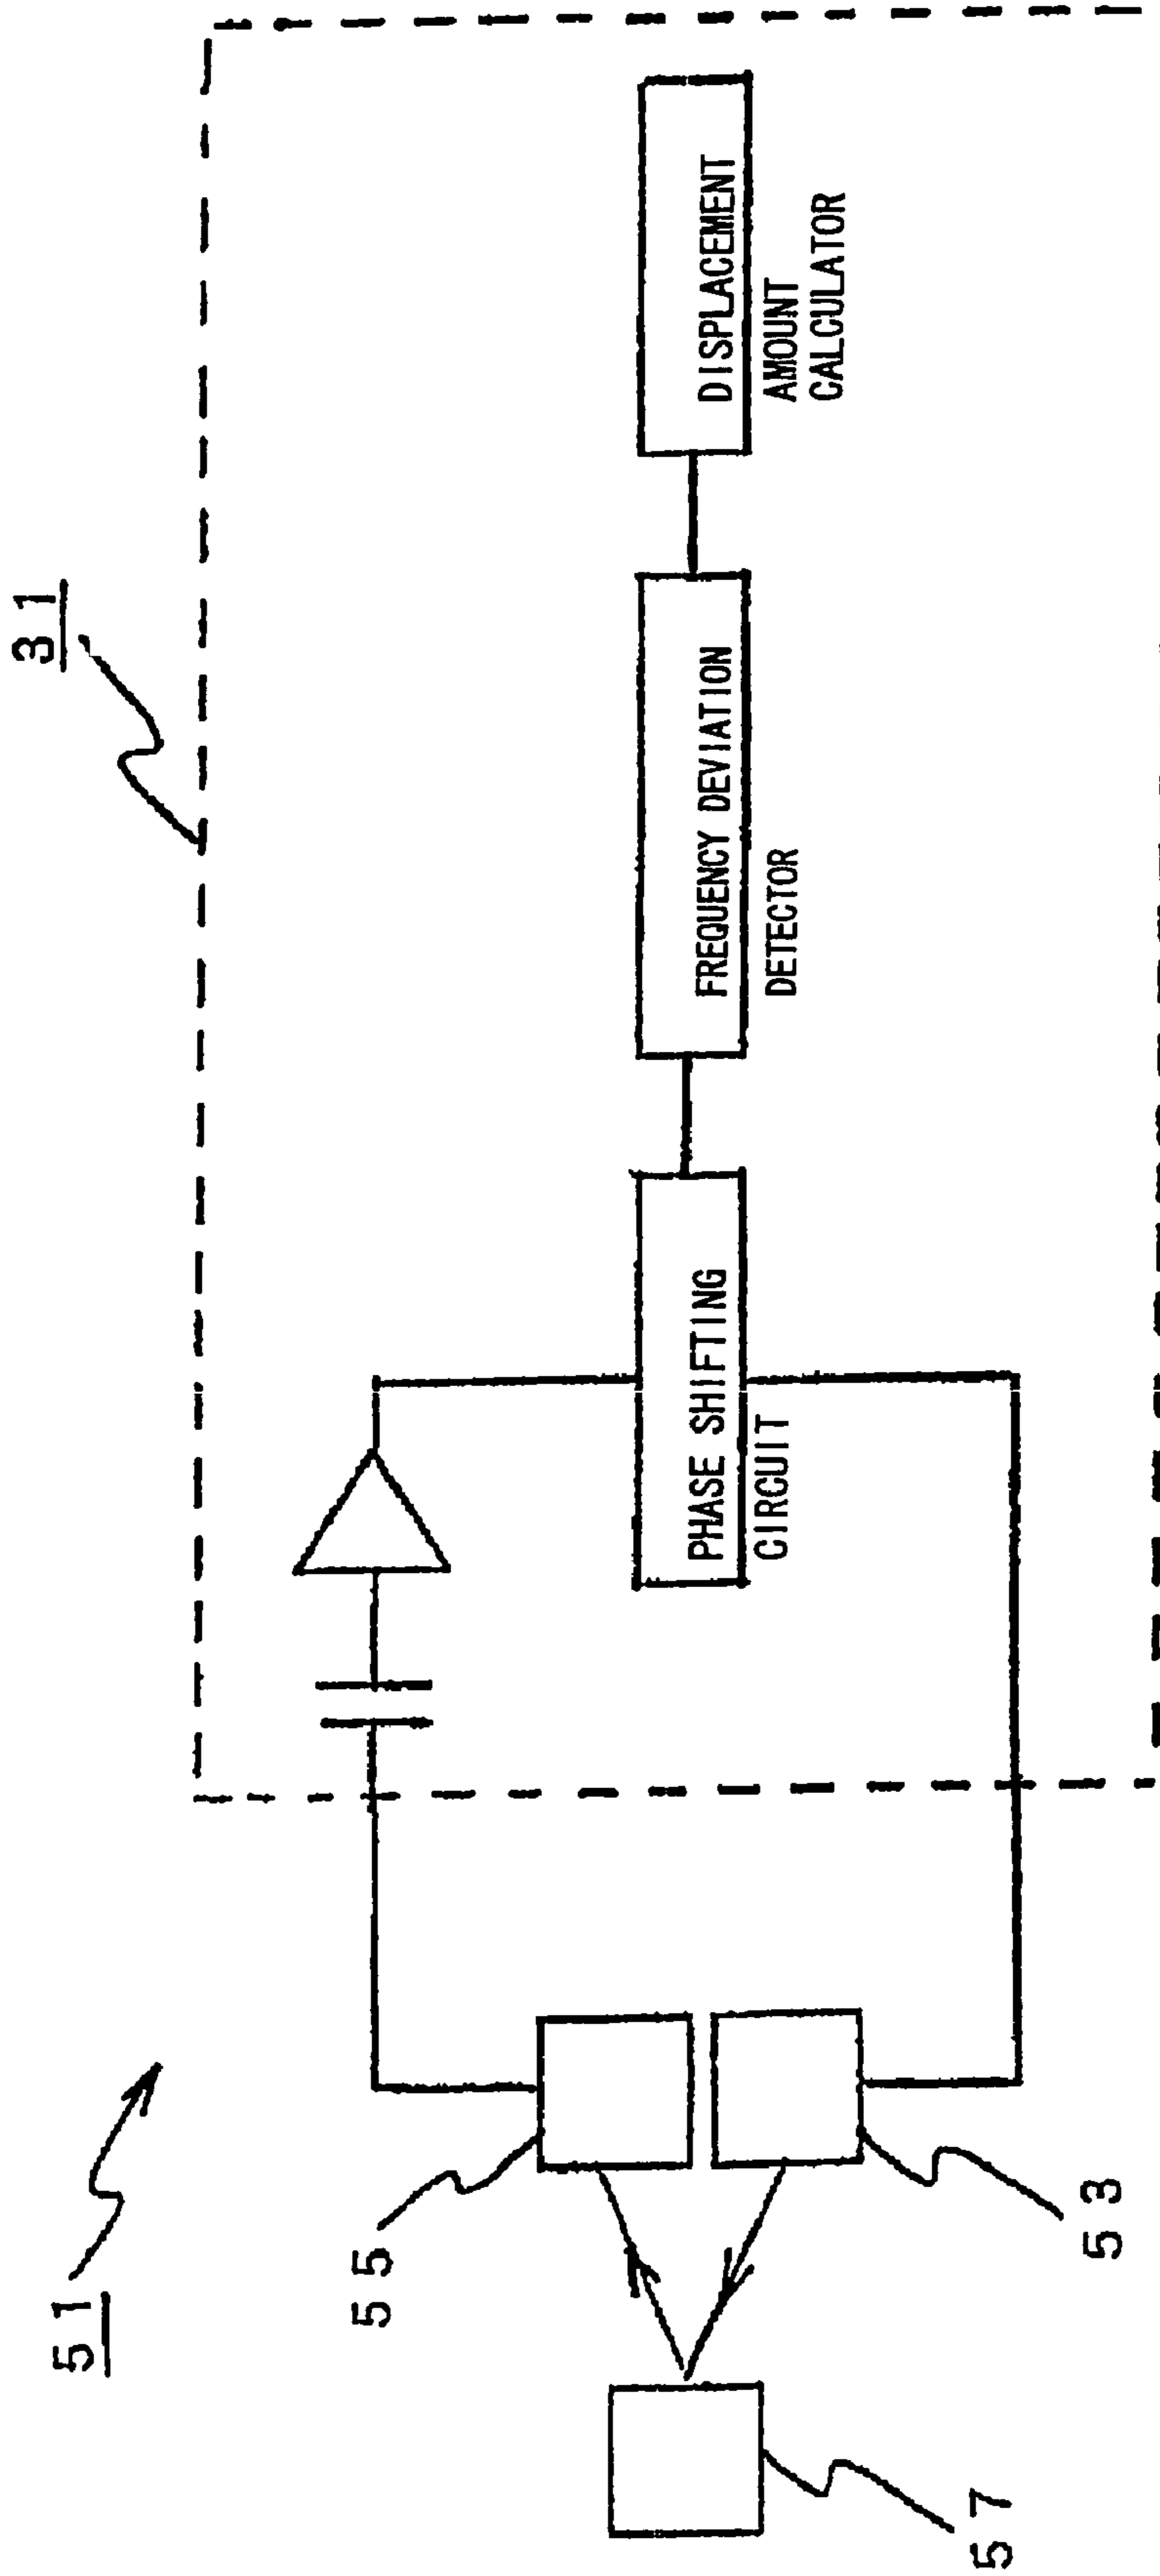 31
51
55
53
57
PHASE SHIFTING
CIRCUIT
FREQUENCY DEVIATION
DETECTOR
DISPLACEMENT
AMOUNT
CALCULATOR